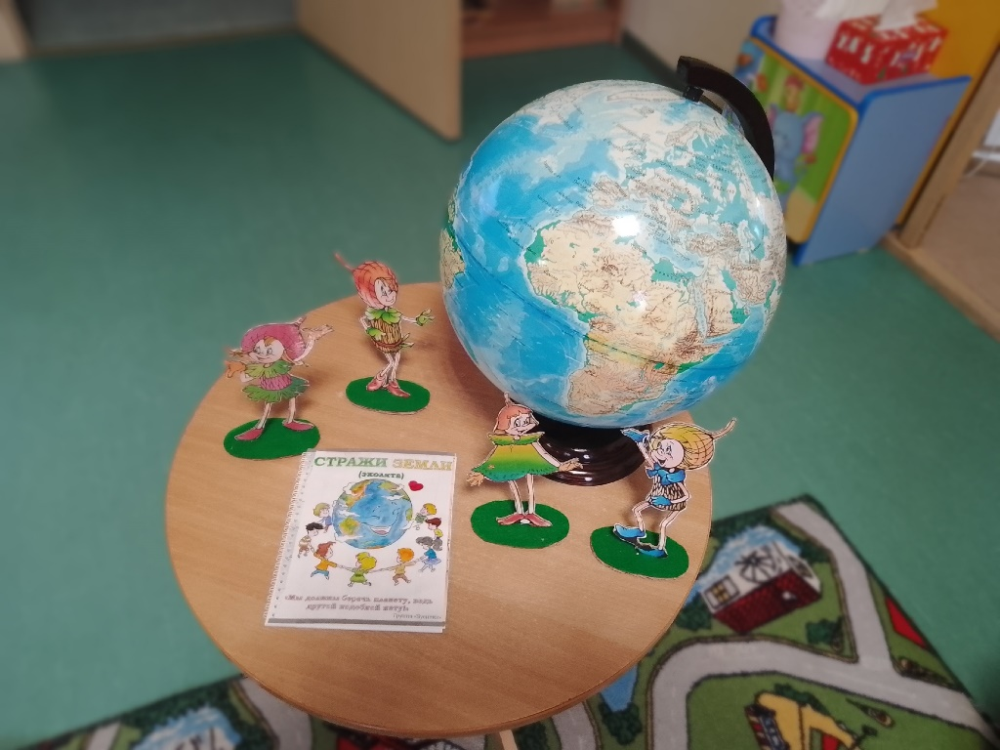 СТРАЖИ ЗЕМЛИ
(эколята)
«Мы должны беречь планету, ведь
другой подобной нету!»